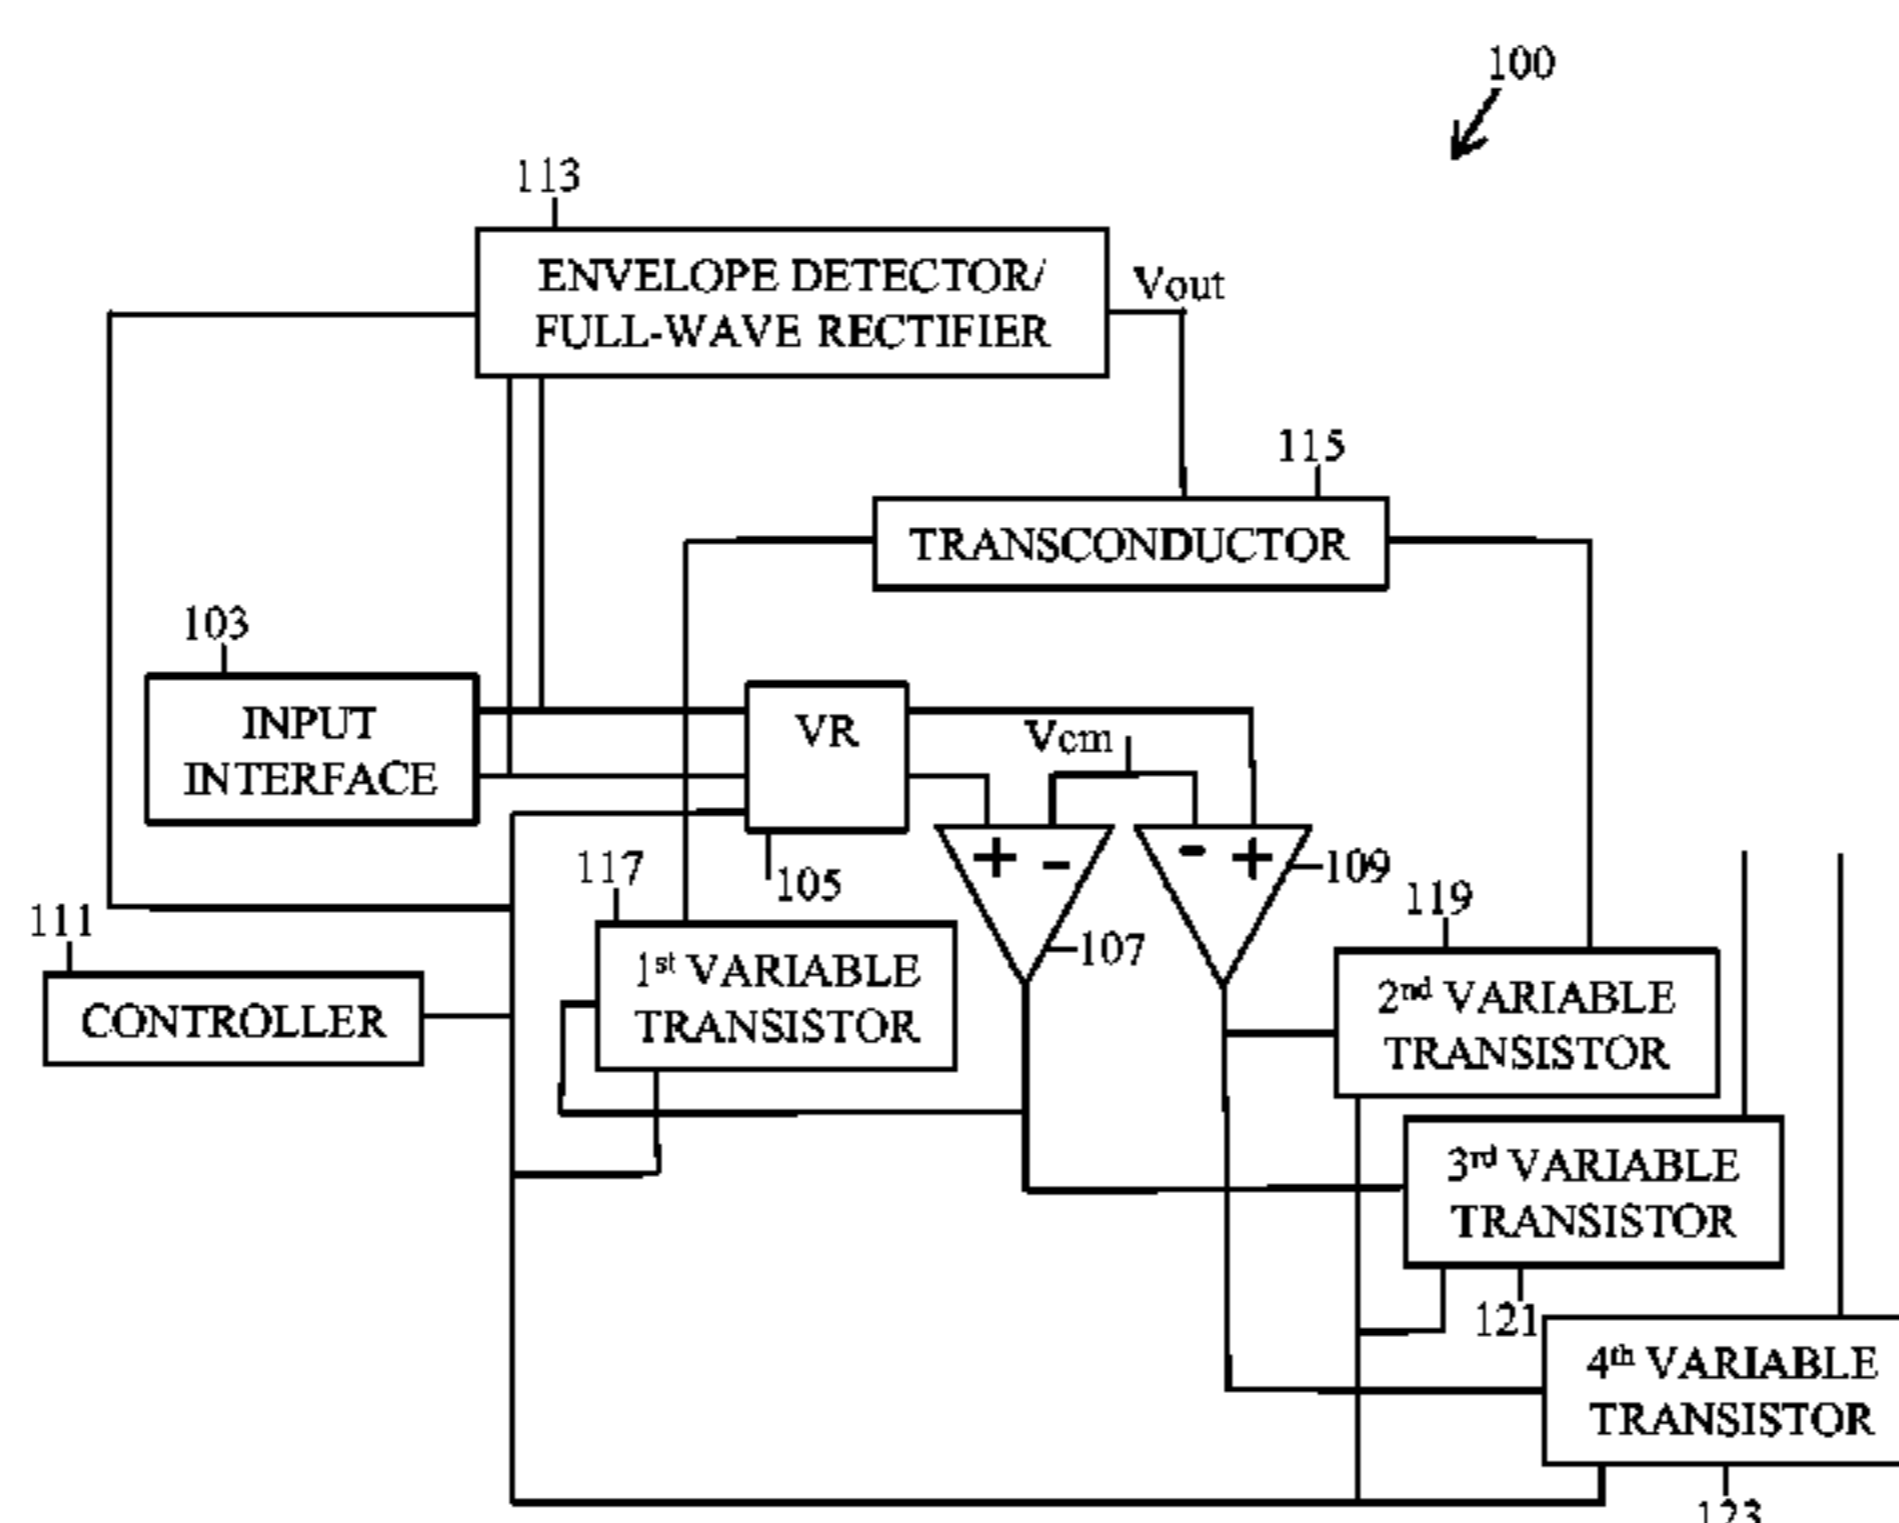 100
113
ENVELOPE DETECTOR/
FULL-WAVE RECTIFIER
Vout
115
TRANSCONDUCTOR
103
INPUT
INTERFACE
VR
Vcm
105
+ -
- +
109
107
117
1st VARIABLE
TRANSISTOR
119
2nd VARIABLE
TRANSISTOR
111
CONTROLLER
3rd VARIABLE
TRANSISTOR
121
4th VARIABLE
TRANSISTOR
123